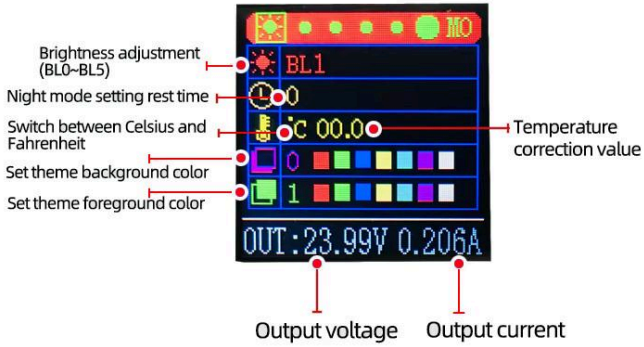 M0
Brightness adjustment
(BL0~BL5)
BL1
Night mode setting rest time
0
Switch between Celsius and
Fahrenheit
℃ 00.0
Temperature
correction value
Set theme background color
0
Set theme foreground color
1
OUT:23.99V 0.206A
Output voltage
Output current